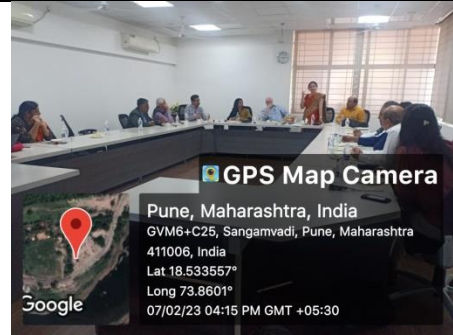 GPS Map Camera
Pune, Maharashtra, India
GVM6+C25, Sangamvadi, Pune, Maharashtra
411006, India
Lat 18.533557°
Long 73.8601°
07/02/23 04:15 PM GMT +05:30
Google